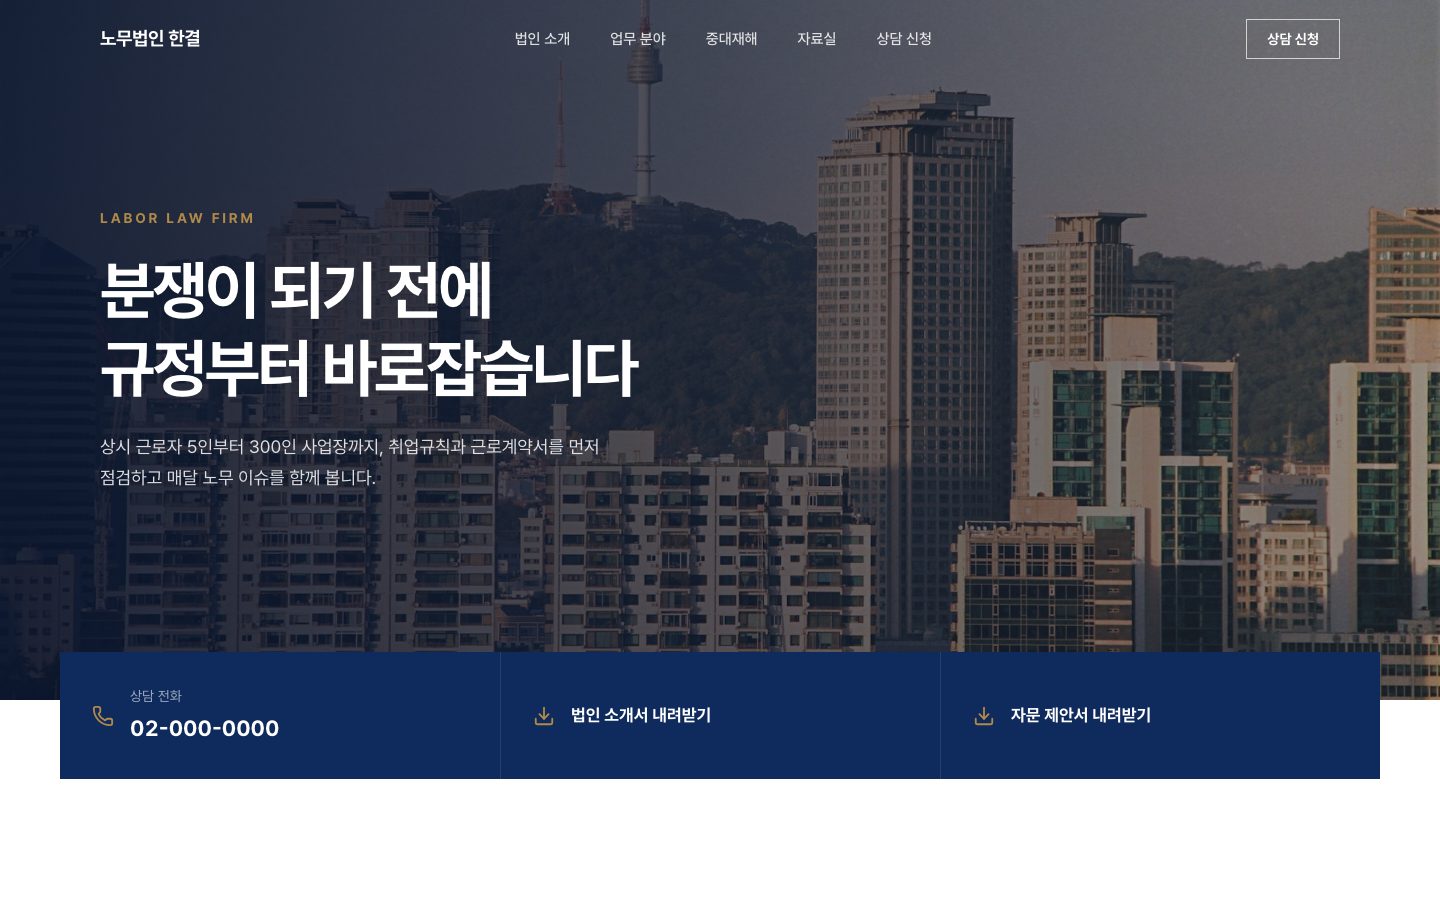 노무법인 한결
법인 소개
업무 분야
중대재해
자료실
상담 신청
상담 신청
LABOR LAW FIRM
분쟁이 되기 전에
규정부터 바로잡습니다
상시 근로자 5인부터 300인 사업장까지, 취업규칙과 근로계약서를 먼저
점검하고 매달 노무 이슈를 함께 봅니다.
상담 전화
02-000-0000
법인 소개서 내려받기
자문 제안서 내려받기